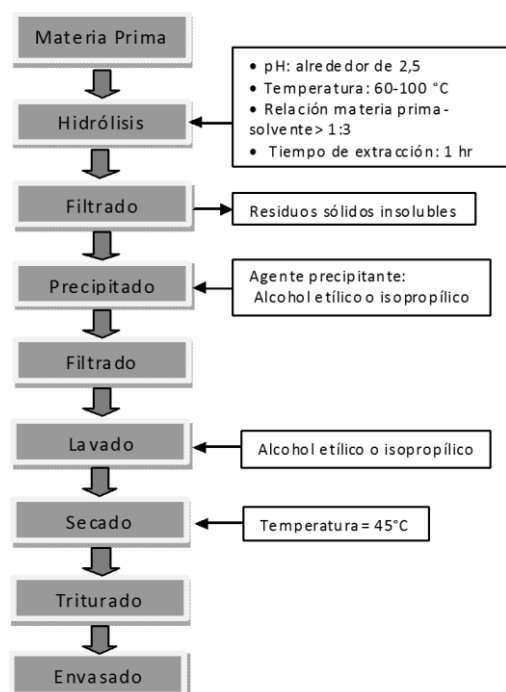 Materia Prima
• pH: alrededor de 2,5
• Temperatura: 60-100 °C
• Relación materia prima-
solvente> 1:3
• Tiempo de extracción: 1 hr
Hidrólisis
Filtrado
Residuos sólidos insolubles
Precipitado
Agente precipitante:
Alcohol etílico o isopropílico
Filtrado
Lavado
Alcohol etílico o isopropílico
Secado
Temperatura= 45°C
Triturado
Envasado